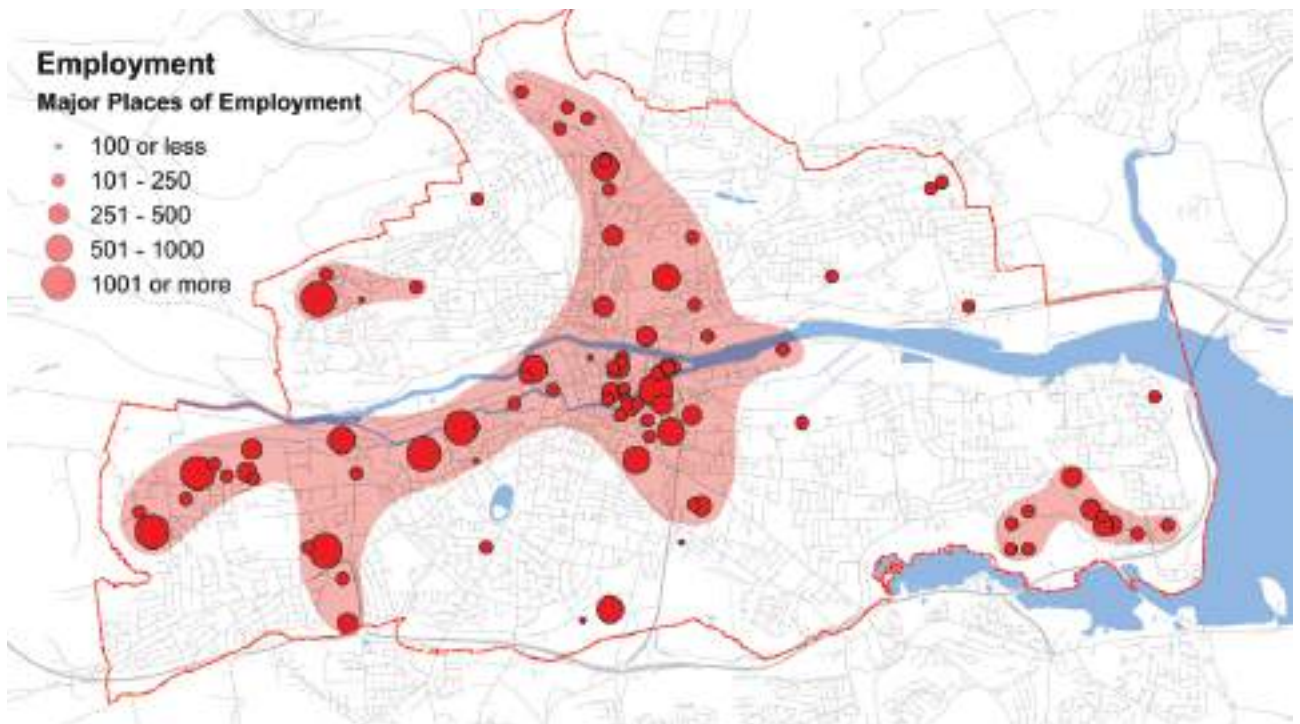 Employment
Major Places of Employment
100 or less
101 - 250
251 - 500
501 - 1000
1001 or more